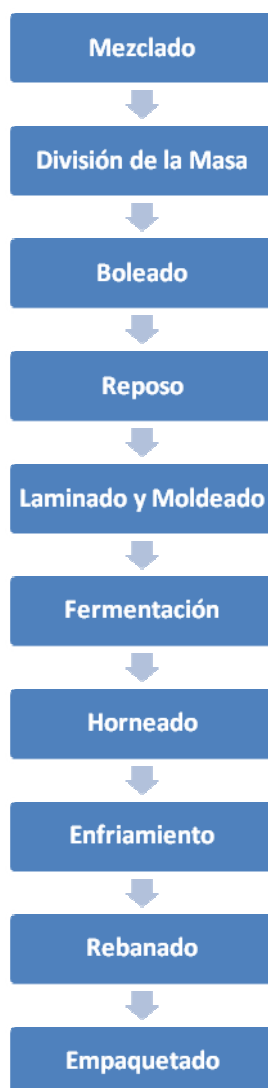 Mezclado
División de la Masa
Boleado
Reposo
Laminado y Moldeado
Fermentación
Horneado
Enfriamiento
Rebanado
Empaquetado